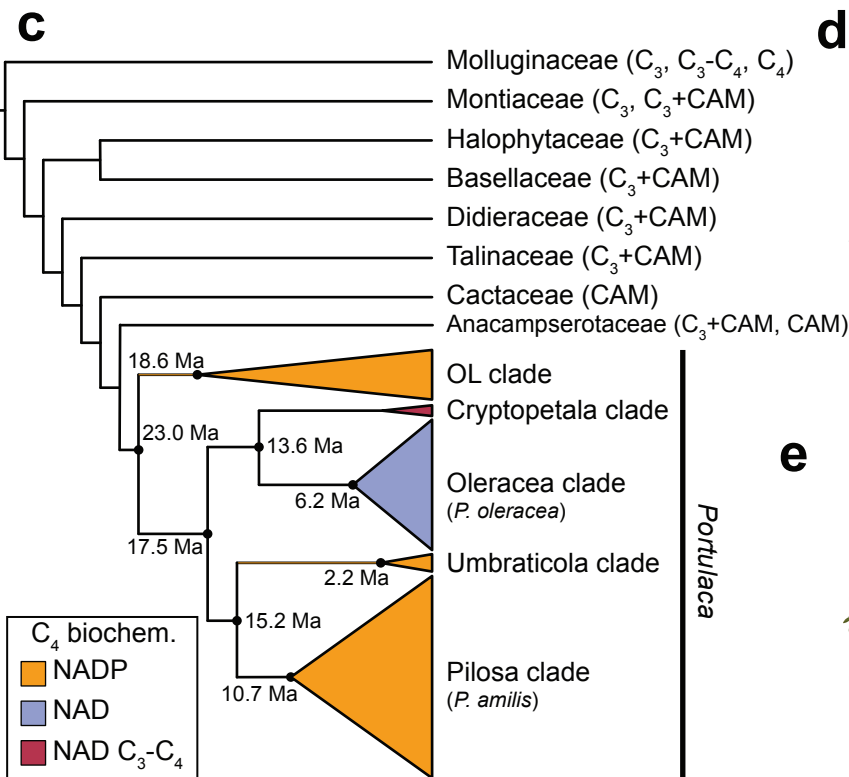 c
d
Molluginaceae (C₃, C₃-C₄, C₄)
Montiaceae (C₃, C₃+CAM)
Halophytaceae (C₃+CAM)
Basellaceae (C₃+CAM)
Didieraceae (C₃+CAM)
Talinaceae (C₃+CAM)
Cactaceae (CAM)
Anacampserotaceae (C₃+CAM, CAM)
18.6 Ma
OL clade
Cryptopetala clade
23.0 Ma
13.6 Ma
e
Oleracea clade
6.2 Ma
(P. oleracea)
17.5 Ma
Umbraticola clade
2.2 Ma
Portulaca
15.2 Ma
Pilosa clade
10.7 Ma
(P. amilis)
C₄ biochem.
NADP
NAD
NAD C₃-C₄